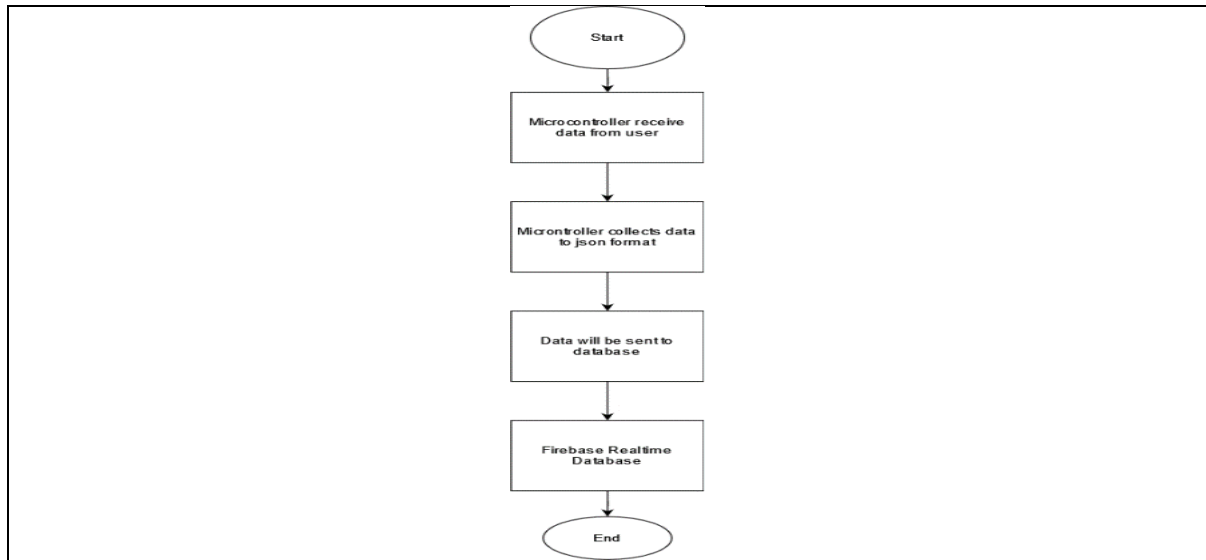 Start
Microcontroller receive
data from user
Microntroller collects data
to json format
Data will be sent to
database
Firebase Realtime
Database
End